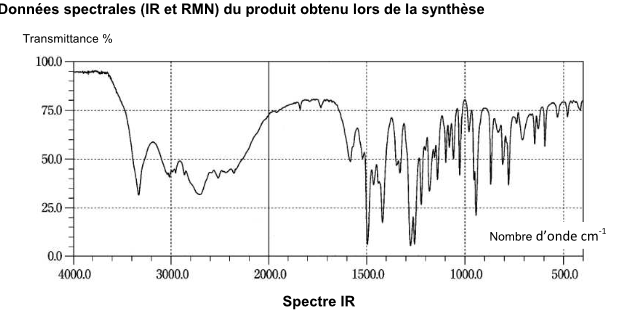 Données spectrales (IR et RMN) du produit obtenu lors de la synthèse
Transmittance %
100.0
75.0
50.0
25.0
0.0
Nombre d'onde cm-1
4000.0 3000.0 2000.0 1500.0 1000.0 500.0
Spectre IR